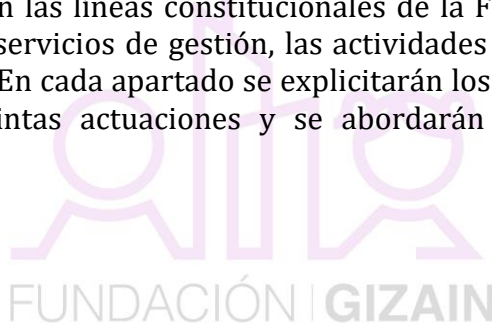 n las líneas constitucionales de la F
servicios de gestión, las actividades
En cada apartado se explicitarán los
intas actuaciones y se abordarán
FUNDACIÓN | GIZAIN